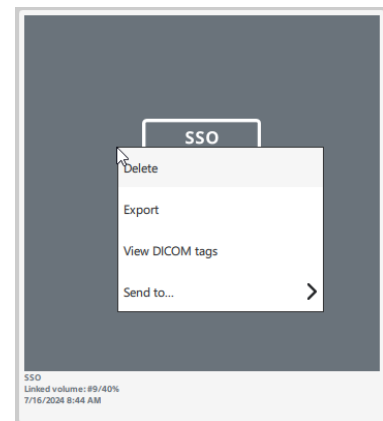 SSO
Delete
Export
View DICOM tags
Send to...
SSO
Linked volume: #9/40%
7/16/2024 8:44 AM